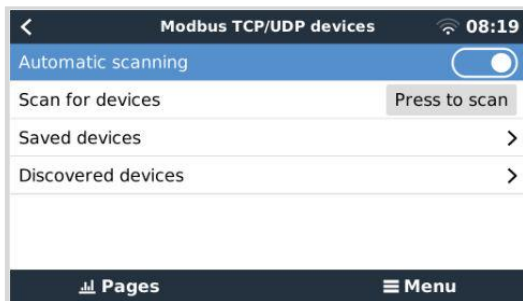 Modbus TCP/UDP devices 08:19
Automatic scanning
Scan for devices Press to scan
Saved devices
Discovered devices
Pages Menu